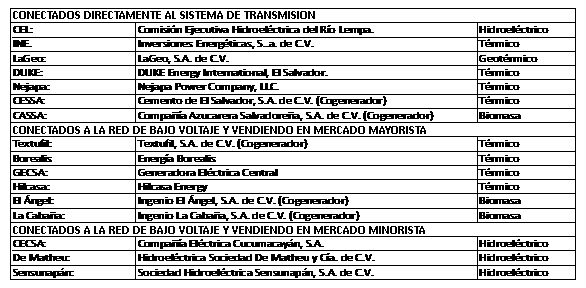 CONECTADOS DIRECTAMENTE AL SISTEMA DE TRANSMISION
CEL: Comisión Ejecutiva Hidroeléctrica del Río Lempa. Hidroeléctrico
INE. Inversiones Energéticas, S..a. de C.V. Térmico
LaGeo: LaGeo, S.A. de C.V. Geotérmico
DUKE: DUKE Energy International, El Salvador. Térmico
Nejapa: Nejapa Power Company, LLC. Térmico
CESSA: Cemento de El Salvador, S.A. de C.V. (Cogenerador) Térmico
CASSA: Compañía Azucarera Salvadoreña, S.A. de C.V. (Cogenerador) Biomasa
CONECTADOS A LA RED DE BAJO VOLTAJE Y VENDIENDO EN MERCADO MAYORISTA
Textufil: Textufil, S.A. de C.V. (Cogenerador) Térmico
Borealis Energía Borealis Térmico
GECSA: Generadora Eléctrica Central Térmico
Hilcasa: Hilcasa Energy Térmico
El Ángel: Ingenio El Ángel, S.A. de C.V. (Cogenerador) Biomasa
La Cabaña: Ingenio La Cabaña, S.A. de C.V. (Cogenerador) Biomasa
CONECTADOS A LA RED DE BAJO VOLTAJE Y VENDIENDO EN MERCADO MINORISTA
CECSA: Compañía Eléctrica Cucumacayán, S.A. Hidroeléctrico
De Matheu: Hidroeléctrica Sociedad De Matheu y Cía. de C.V. Hidroeléctrico
Sensunapán: Sociedad Hidroeléctrica Sensunapán, S.A. de C.V. Hidroeléctrico